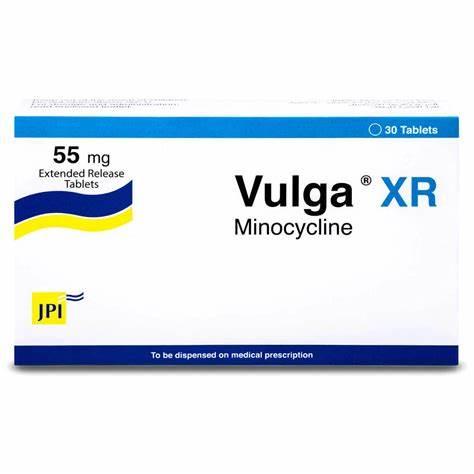 30 Tablets
55 mg
Extended Release
Tablets
Vulga® XR
Minocycline
JPI
To be dispensed on medical prescription